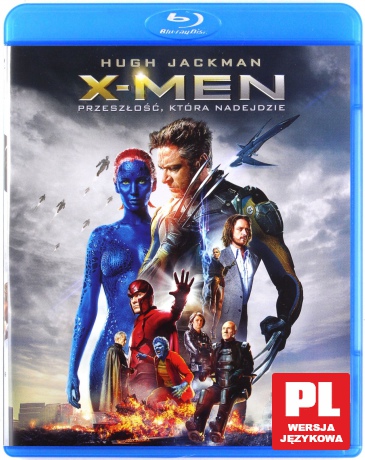 Blu-ray Disc
HUGH JACKMAN
X-MEN
PRZESZŁOŚĆ, KTÓRA NADEJDZIE
PL
WERSJA
JĘZYKOWA